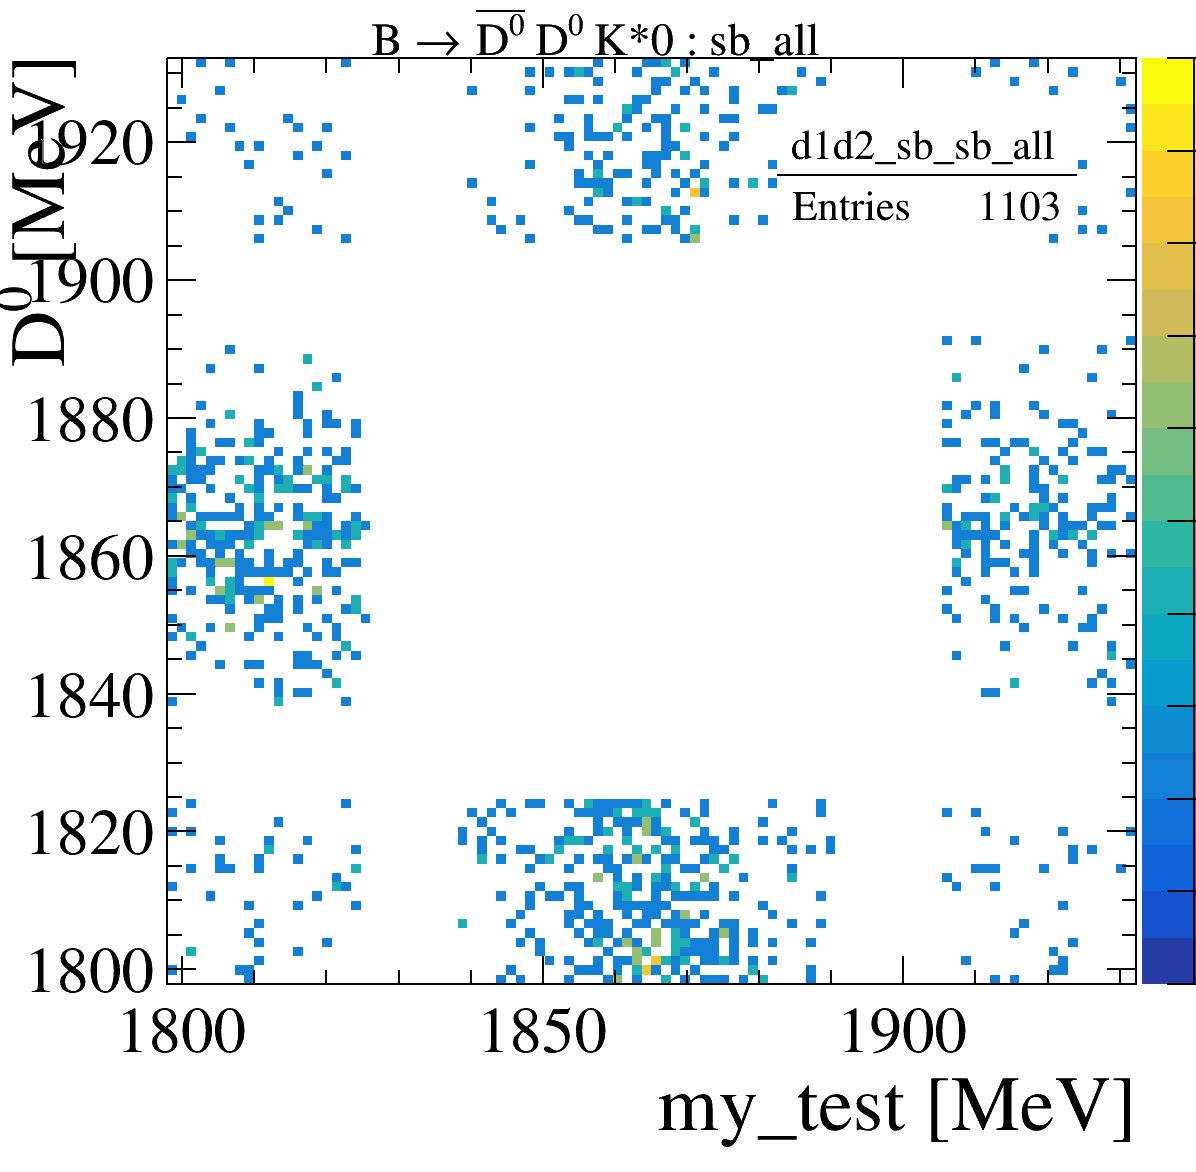 B → D⁰ D⁰ K*0 : sb_all
D⁰ [MeV]
1920
1900
1880
1860
1840
1820
1800
d1d2_sb_sb_all
Entries 1103
1800 1850 1900
my_test [MeV]